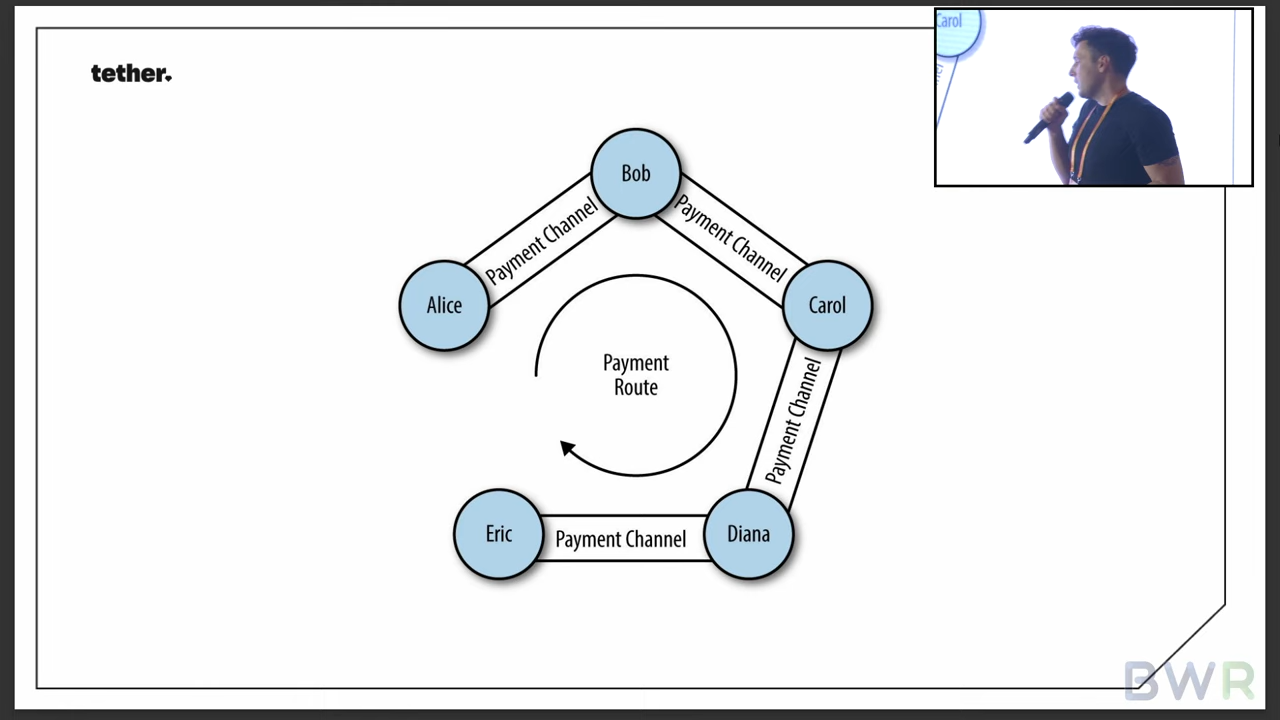 tether.
Carol
Bob
Payment Channel
Payment Channel
Alice
Carol
Payment
Route
Payment Channel
Eric
Payment Channel
Diana
BWR